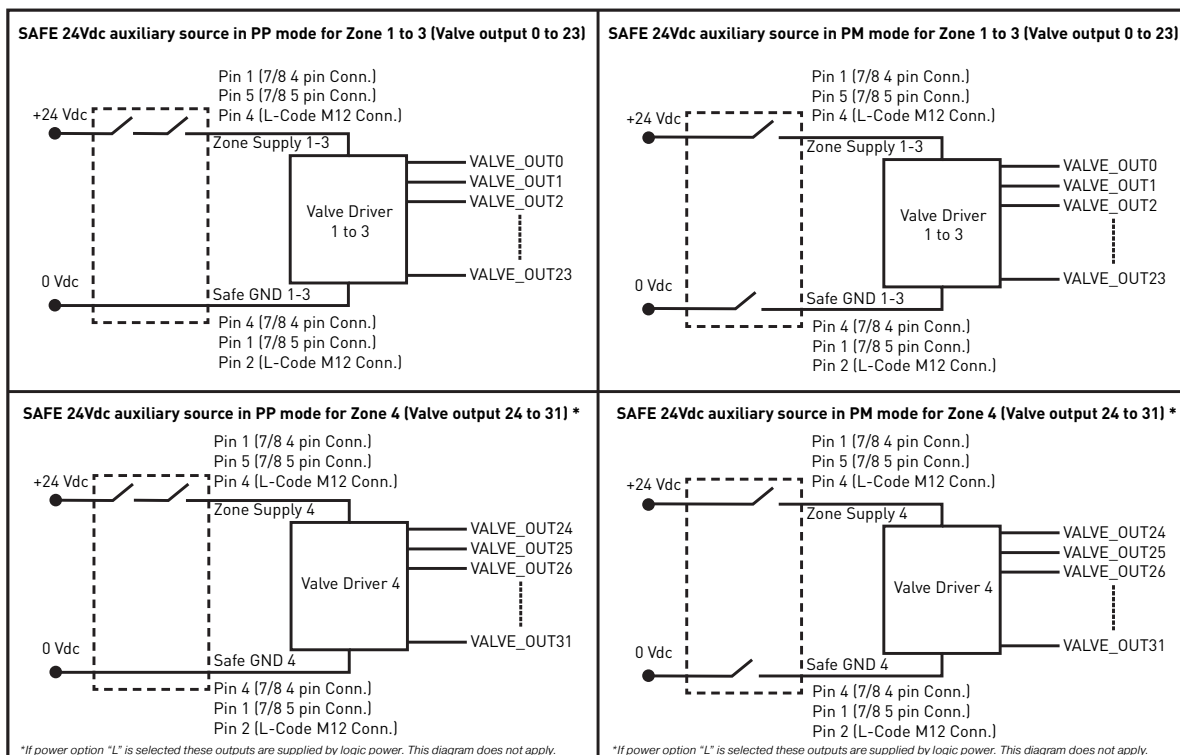 SAFE 24Vdc auxiliary source in PP mode for Zone 1 to 3 (Valve output 0 to 23)
Pin 1 (7/8 4 pin Conn.)
Pin 5 (7/8 5 pin Conn.)
Pin 4 (L-Code M12 Conn.)
+24 Vdc
Zone Supply 1-3
VALVE_OUT0
VALVE_OUT1
VALVE_OUT2
Valve Driver
1 to 3
VALVE_OUT23
0 Vdc
Safe GND 1-3
Pin 4 (7/8 4 pin Conn.)
Pin 1 (7/8 5 pin Conn.)
Pin 2 (L-Code M12 Conn.)
SAFE 24Vdc auxiliary source in PM mode for Zone 1 to 3 (Valve output 0 to 23)
Pin 1 (7/8 4 pin Conn.)
Pin 5 (7/8 5 pin Conn.)
Pin 4 (L-Code M12 Conn.)
+24 Vdc
Zone Supply 1-3
VALVE_OUT0
VALVE_OUT1
VALVE_OUT2
Valve Driver
1 to 3
VALVE_OUT23
0 Vdc
Safe GND 1-3
Pin 4 (7/8 4 pin Conn.)
Pin 1 (7/8 5 pin Conn.)
Pin 2 (L-Code M12 Conn.)
SAFE 24Vdc auxiliary source in PP mode for Zone 4 (Valve output 24 to 31) *
Pin 1 (7/8 4 pin Conn.)
Pin 5 (7/8 5 pin Conn.)
Pin 4 (L-Code M12 Conn.)
+24 Vdc
Zone Supply 4
VALVE_OUT24
VALVE_OUT25
VALVE_OUT26
Valve Driver 4
VALVE_OUT31
0 Vdc
Safe GND 4
Pin 4 (7/8 4 pin Conn.)
Pin 1 (7/8 5 pin Conn.)
Pin 2 (L-Code M12 Conn.)
*If power option "L" is selected these outputs are supplied by logic power. This diagram does not apply.
SAFE 24Vdc auxiliary source in PM mode for Zone 4 (Valve output 24 to 31) *
Pin 1 (7/8 4 pin Conn.)
Pin 5 (7/8 5 pin Conn.)
Pin 4 (L-Code M12 Conn.)
+24 Vdc
Zone Supply 4
VALVE_OUT24
VALVE_OUT25
VALVE_OUT26
Valve Driver 4
VALVE_OUT31
0 Vdc
Safe GND 4
Pin 4 (7/8 4 pin Conn.)
Pin 1 (7/8 5 pin Conn.)
Pin 2 (L-Code M12 Conn.)
*If power option "L" is selected these outputs are supplied by logic power. This diagram does not apply.